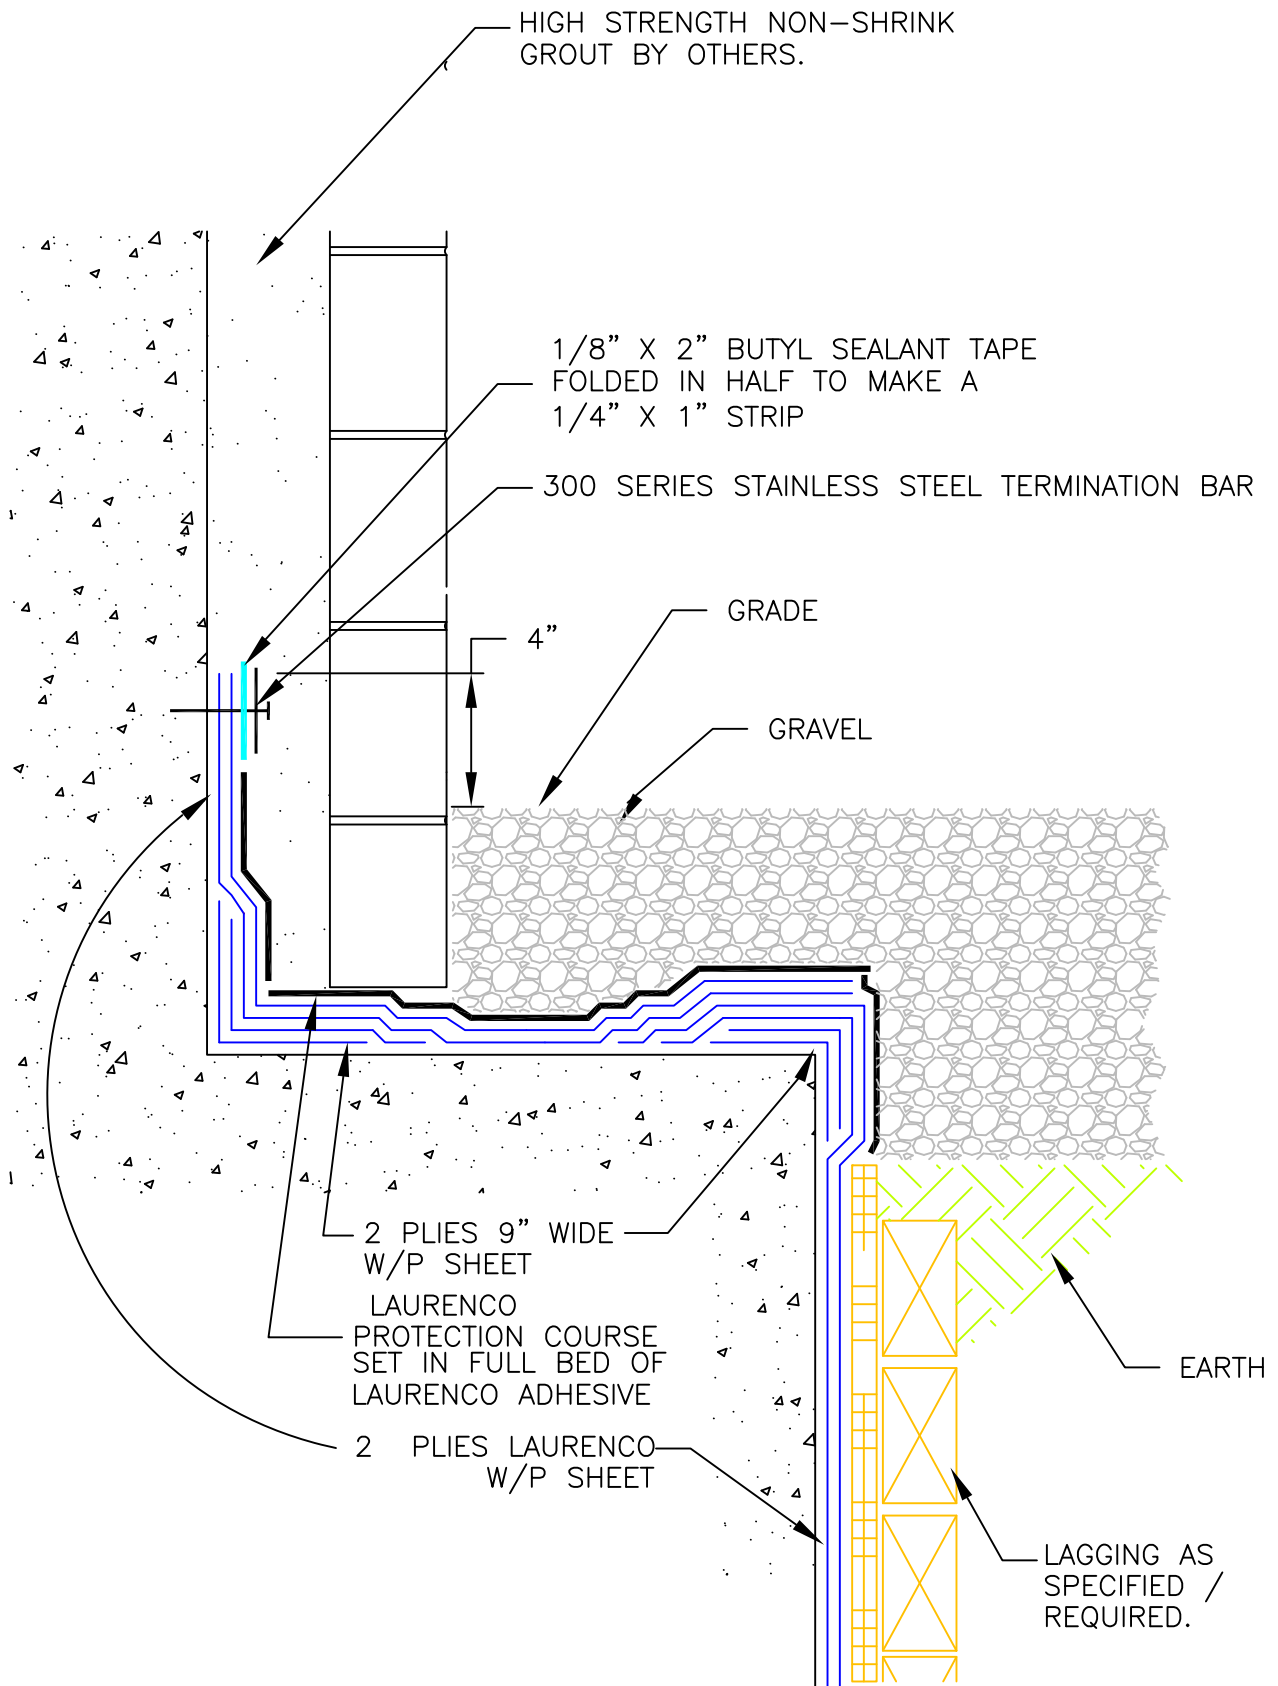 HIGH STRENGTH NON-SHRINK
GROUT BY OTHERS.
1/8" X 2" BUTYL SEALANT TAPE
FOLDED IN HALF TO MAKE A
1/4" X 1" STRIP
300 SERIES STAINLESS STEEL TERMINATION BAR
GRADE
4"
GRAVEL
2 PLIES 9" WIDE
W/P SHEET
LAURENCO
PROTECTION COURSE
SET IN FULL BED OF
LAURENCO ADHESIVE
EARTH
2 PLIES LAURENCO
W/P SHEET
LAGGING AS
SPECIFIED /
REQUIRED.